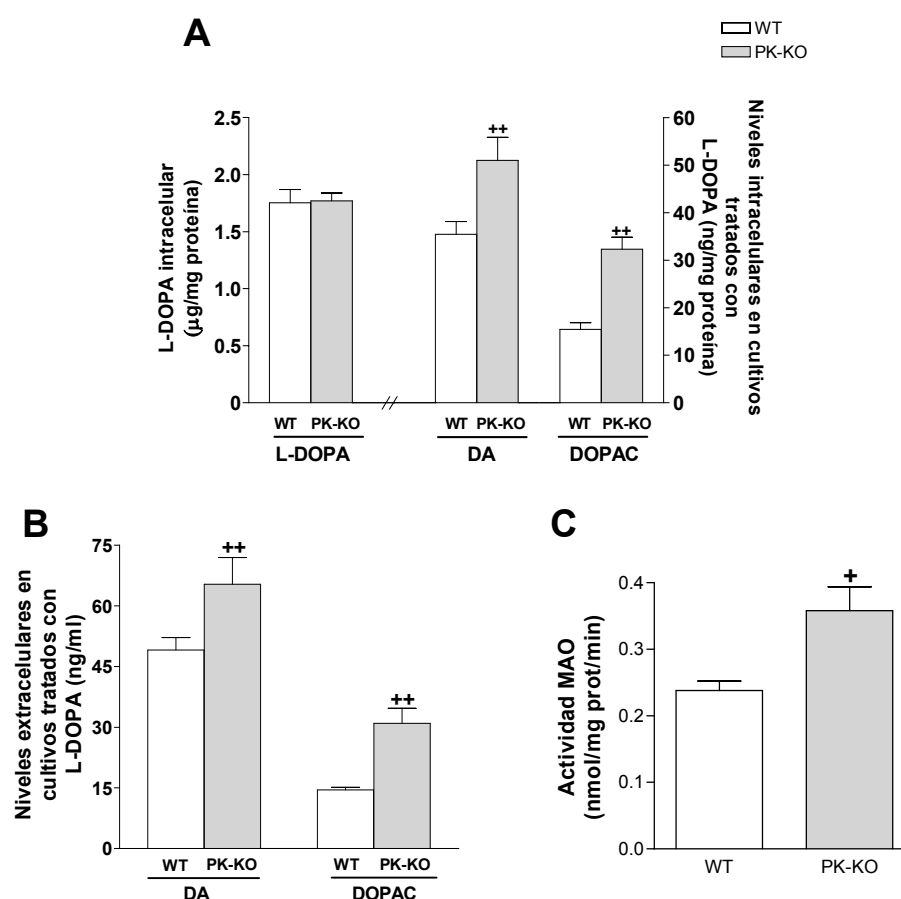 A
WT
PK-KO
L-DOPA intracelular
(μg/mg proteína)
2.5
2.0
1.5
1.0
0.5
0
60
50
40
30
20
10
0
Niveles intracelulares en cultivos
tratados con
L-DOPA (ng/mg proteína)
++
++
WT PK-KO WT PK-KO WT PK-KO
L-DOPA DA DOPAC
B
Niveles extracelulares en
cultivos tratados con
L-DOPA (ng/ml)
75
60
45
30
15
0
++
++
WT PK-KO WT PK-KO
DA DOPAC
C
Actividad MAO
(nmol/mg prot/min)
0.4
0.3
0.2
0.1
0.0
+
WT PK-KO